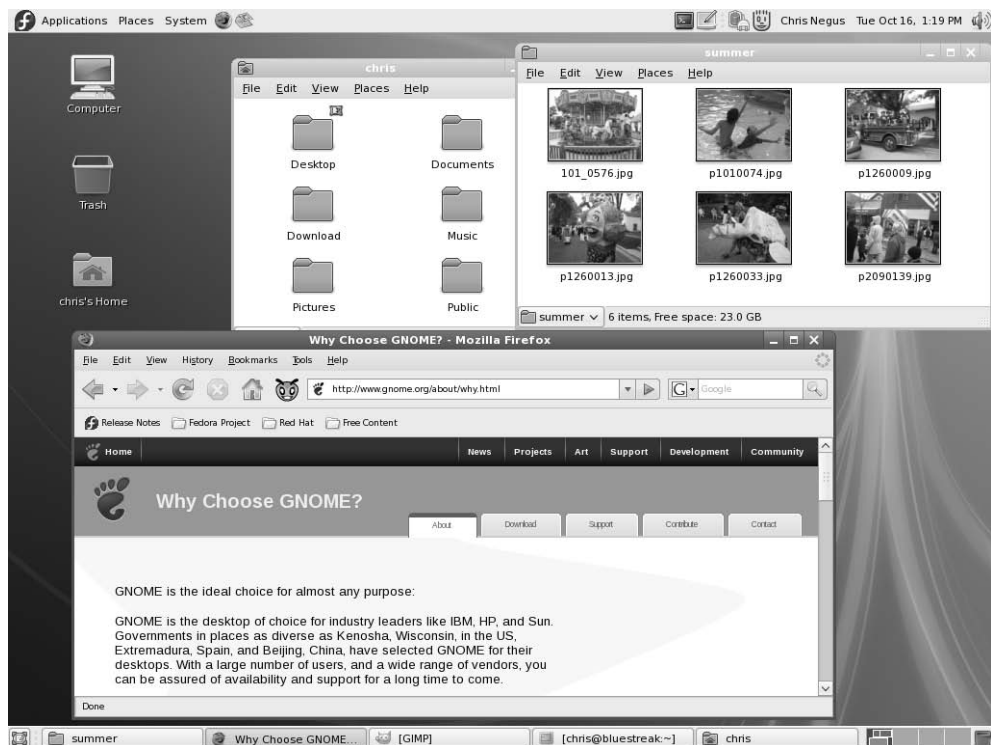 Applications Places System
Chris Negus Tue Oct 16, 1:19 PM
Computer
Trash
chris's Home
chris
File Edit View Places Help
Desktop
Documents
Download
Music
Pictures
Public
summer
File Edit View Places Help
101_0576.jpg
p1010074.jpg
p1260009.jpg
p1260013.jpg
p1260033.jpg
p2090139.jpg
summer
6 items, Free space: 23.0 GB
Why Choose GNOME? - Mozilla Firefox
File Edit View History Bookmarks Tools Help
http://www.gnome.org/about/why.html
G Google
Release Notes Fedora Project Red Hat Free Content
Home News Projects Art Support Development Community
Why Choose GNOME?
About Download Support Contribute Contact
GNOME is the ideal choice for almost any purpose:
GNOME is the desktop of choice for industry leaders like IBM, HP, and Sun.
Governments in places as diverse as Kenosha, Wisconsin, in the US,
Extremadura, Spain, and Beijing, China, have selected GNOME for their
desktops. With a large number of users, and a wide range of vendors, you
can be assured of availability and support for a long time to come.
Done
summer
Why Choose GNOME...
[GIMP]
[chris@bluestreak:~]
chris